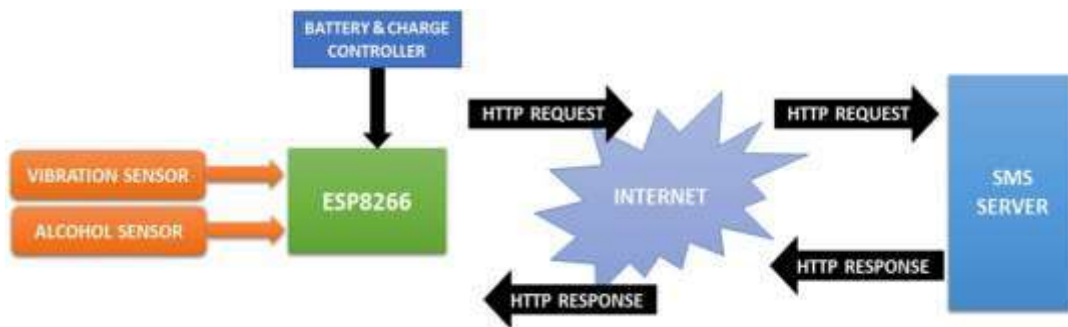 BATTERY & CHARGE
CONTROLLER
HTTP REQUEST
HTTP REQUEST
VIBRATION SENSOR
ALCOHOL SENSOR
ESP8266
INTERNET
SMS
SERVER
HTTP RESPONSE
HTTP RESPONSE